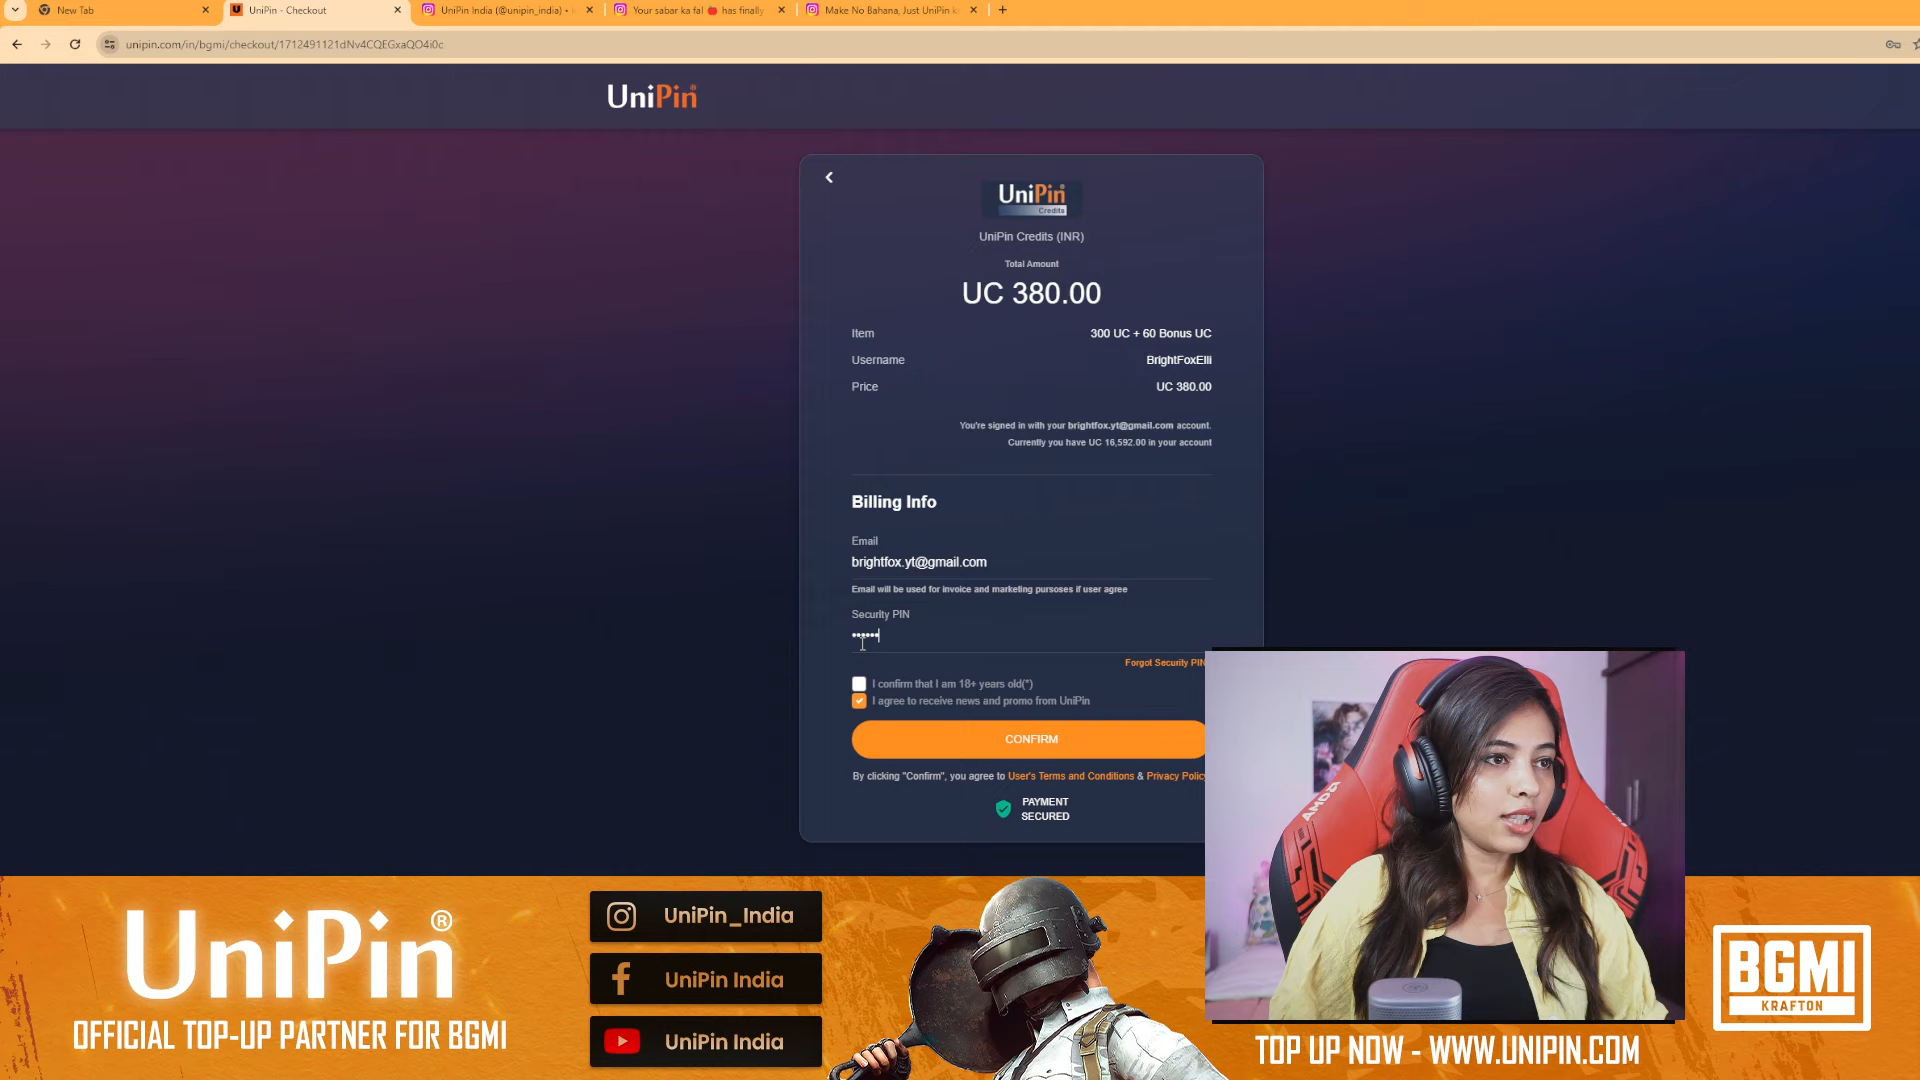 New Tab
UniPin - Checkout
UniPin India (@unipin_india) •
Your sabar ka fal 🍎 has finally
Make No Bahana, Just UniPin k
unipin.com/in/bgmi/checkout/1712491121dNv4CQEGxaQO4i0c
UniPin®
UniPin
Credits
UniPin Credits (INR)
Total Amount
UC 380.00
Item 300 UC + 60 Bonus UC
Username BrightFoxElli
Price UC 380.00
You're signed in with your brightfox.yt@gmail.com account.
Currently you have UC 16,592.00 in your account
Billing Info
Email
brightfox.yt@gmail.com
Email will be used for invoice and marketing pursoses if user agree
Security PIN
••••••
Forgot Security PIN
I confirm that I am 18+ years old(*)
I agree to receive news and promo from UniPin
CONFIRM
By clicking "Confirm", you agree to User's Terms and Conditions & Privacy Policy
PAYMENT
SECURED
AMD
UniPin®
OFFICIAL TOP-UP PARTNER FOR BGMI
UniPin_India
UniPin India
UniPin India
TOP UP NOW - WWW.UNIPIN.COM
BGMI
KRAFTON